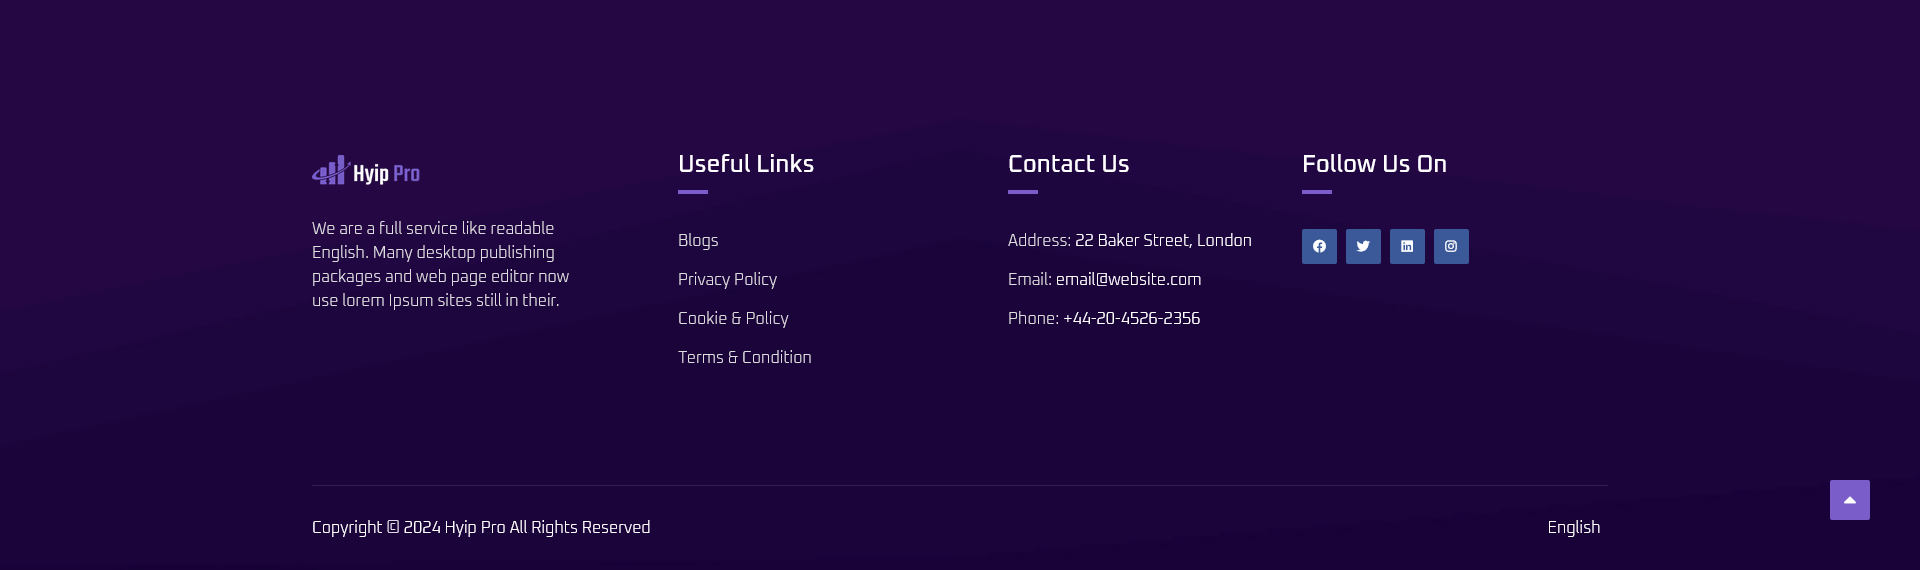 Hyip Pro
We are a full service like readable
English. Many desktop publishing
packages and web page editor now
use lorem Ipsum sites still in their.
Useful Links
Blogs
Privacy Policy
Cookie & Policy
Terms & Condition
Contact Us
Address: 22 Baker Street, London
Email: email@website.com
Phone: +44-20-4526-2356
Follow Us On
Copyright © 2024 Hyip Pro All Rights Reserved
English